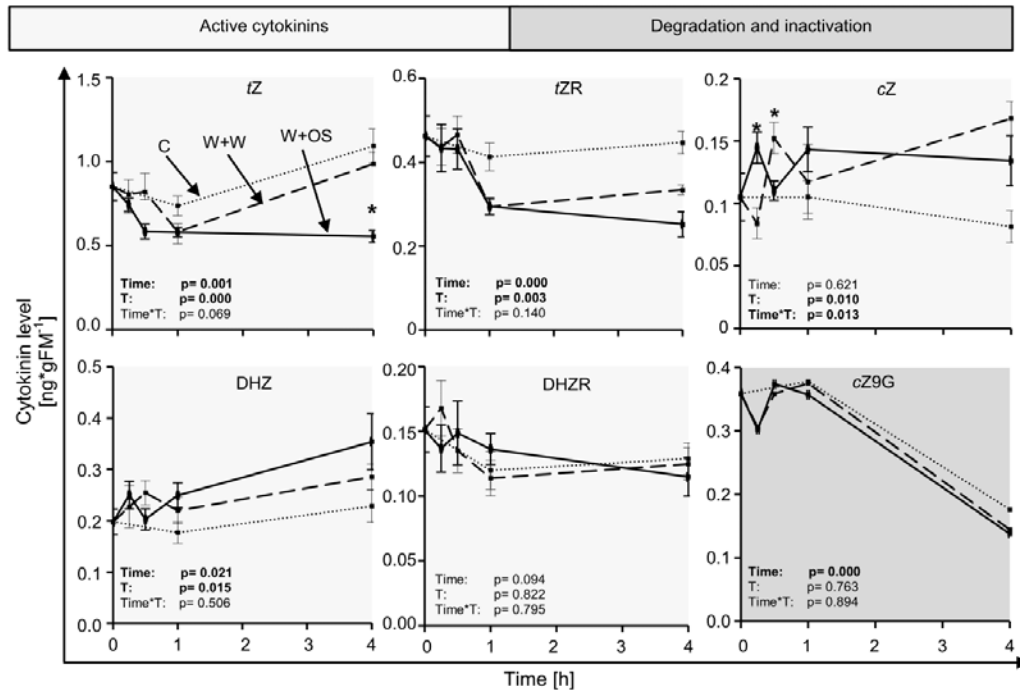 Active cytokinins
Degradation and inactivation
tZ
1.5
1.0
0.5
0.0
C
W+W
W+OS
*
Time: p= 0.001
T: p= 0.000
Time*T: p= 0.069
tZR
0.6
0.4
0.2
0
Time: p= 0.000
T: p= 0.003
Time*T: p= 0.140
cZ
0.2
0.15
0.1
0.05
0
* *
Time: p= 0.621
T: p= 0.010
Time*T: p= 0.013
DHZ
0.5
0.4
0.3
0.2
0.1
0.0
Time: p= 0.021
T: p= 0.015
Time*T: p= 0.506
0 1 2 3 4
DHZR
0.20
0.15
0.10
0.05
0.00
Time: p= 0.094
T: p= 0.822
Time*T: p= 0.795
0 1 2 3 4
cZ9G
0.4
0.3
0.2
0.1
0.0
Time: p= 0.000
T: p= 0.763
Time*T: p= 0.894
0 1 2 3 4
Cytokinin level
[ng*gFM⁻¹]
Time [h]